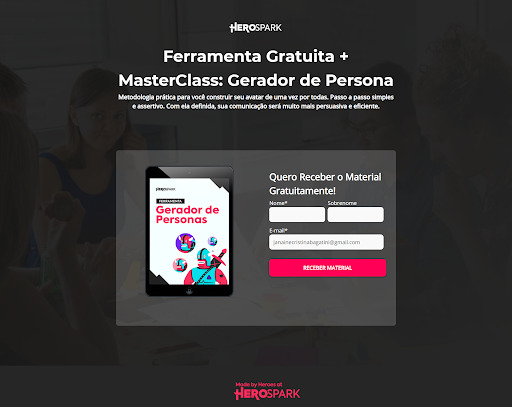 HEROSPARK
Ferramenta Gratuita +
MasterClass: Gerador de Persona
Metodologia prática para você construir seu avatar de uma vez por todas. Passo a passo simples
e assertivo. Com ela definida, sua comunicação será muito mais persuasiva e eficiente.
HEROSPARK
FERRAMENTA
Gerador de
Personas
Quero Receber o Material
Gratuitamente!
Nome* Sobrenome
E-mail*
janainecristinabagatini@gmail.com
RECEBER MATERIAL
Made by Heroes at
HEROSPARK